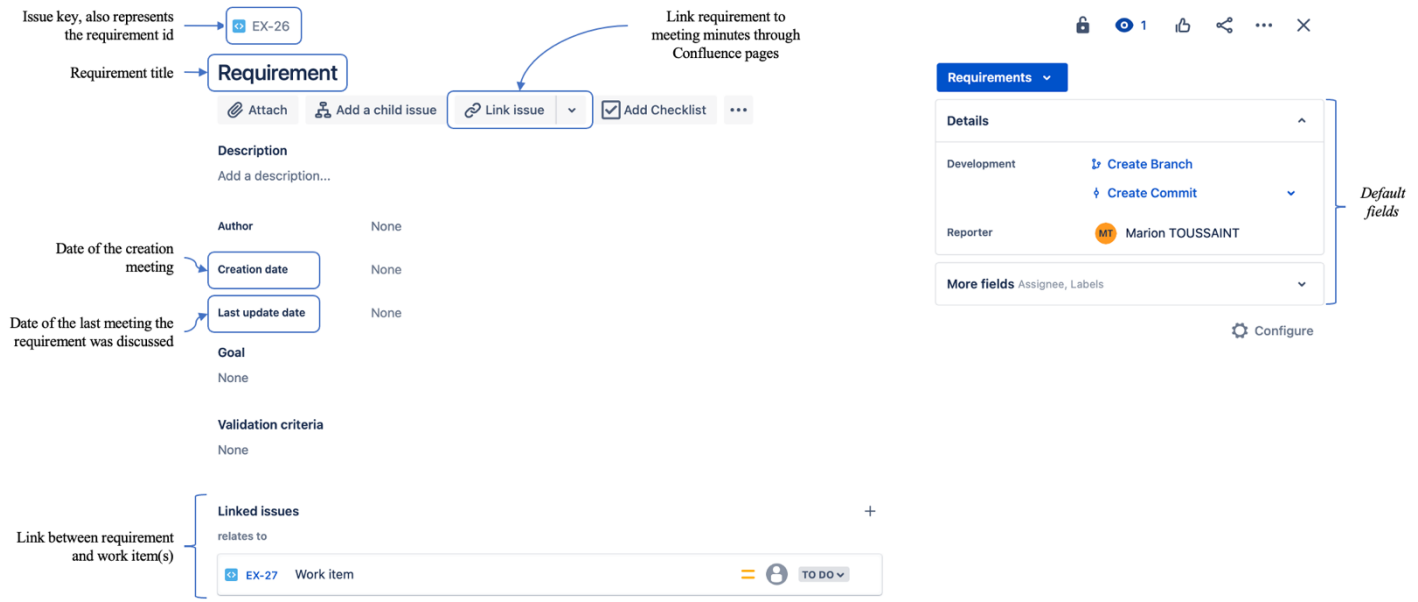 Issue key, also represents
the requirement id
EX-26
Link requirement to
meeting minutes through
Confluence pages
1
Requirement title
Requirement
Requirements
Attach
Add a child issue
Link issue
Add Checklist
Details
Description
Add a description...
Development
Create Branch
Create Commit
Default
fields
Author
None
Reporter
MT
Marion TOUSSAINT
Date of the creation
meeting
Creation date
None
More fields Assignee, Labels
Date of the last meeting the
requirement was discussed
Last update date
None
Configure
Goal
None
Validation criteria
None
Linked issues
relates to
Link between requirement
and work item(s)
EX-27
Work item
TO DO